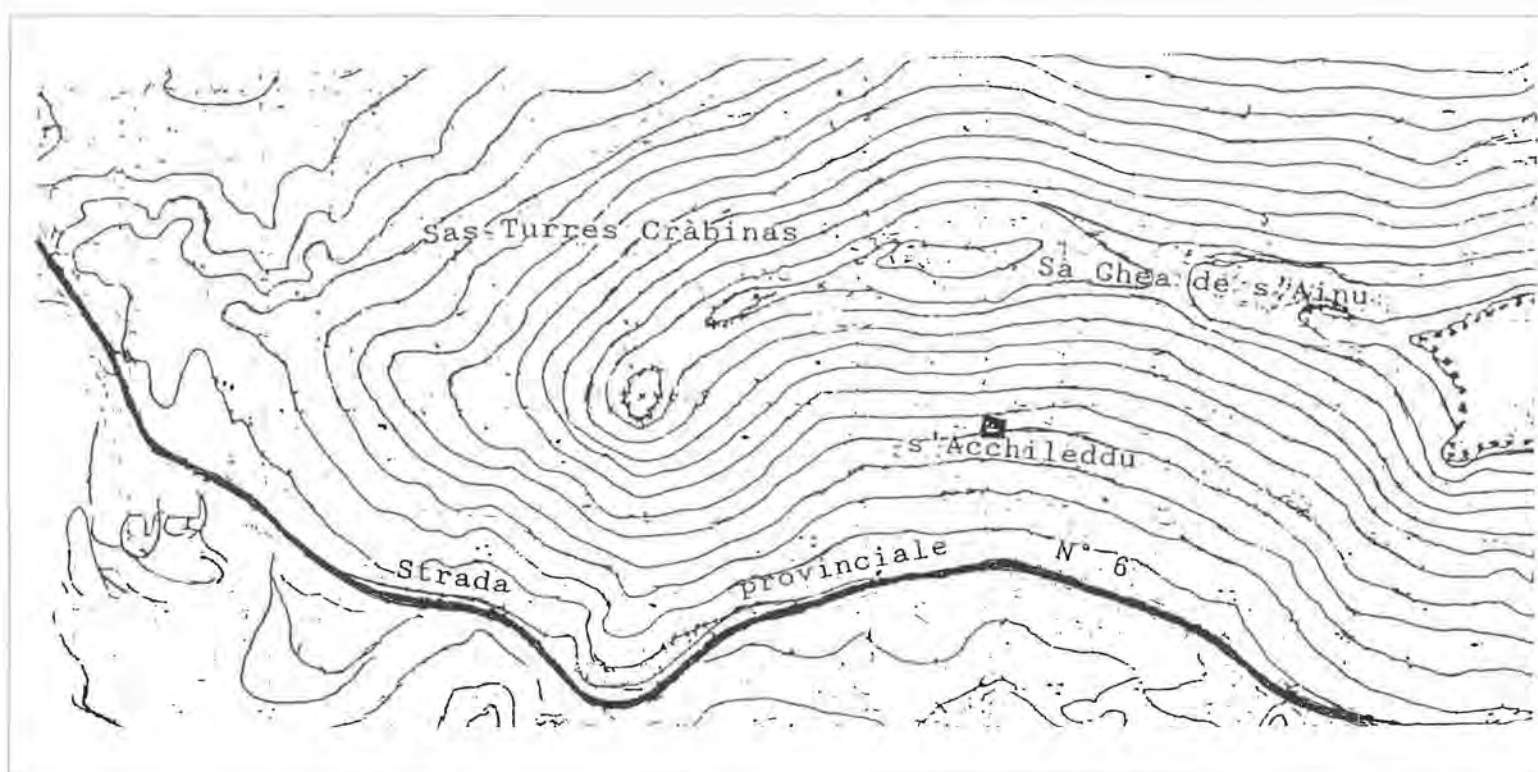 Sas Turres Cràbinas
Sa Ghea de s'Ainu
s'Acchileddu
Strada provinciale N° 6